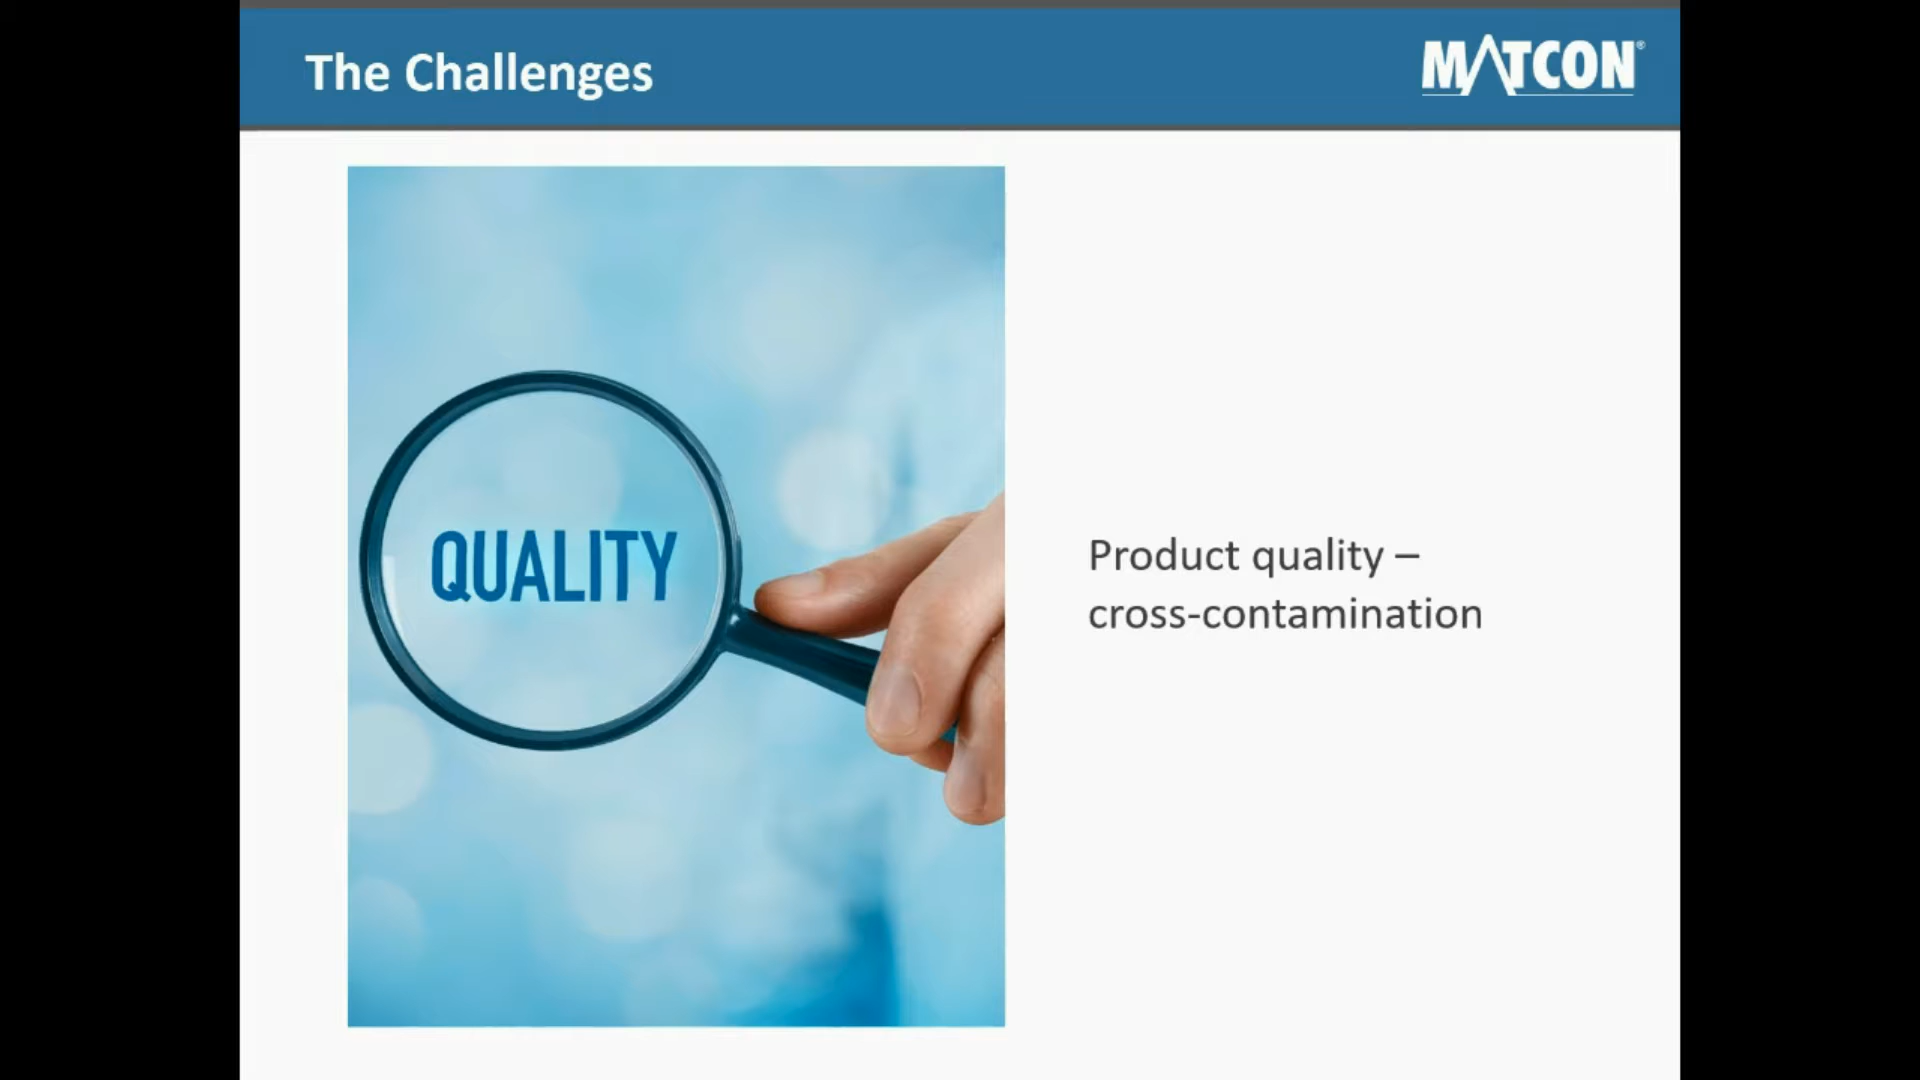 The Challenges
MATCON®
QUALITY
Product quality –
cross-contamination